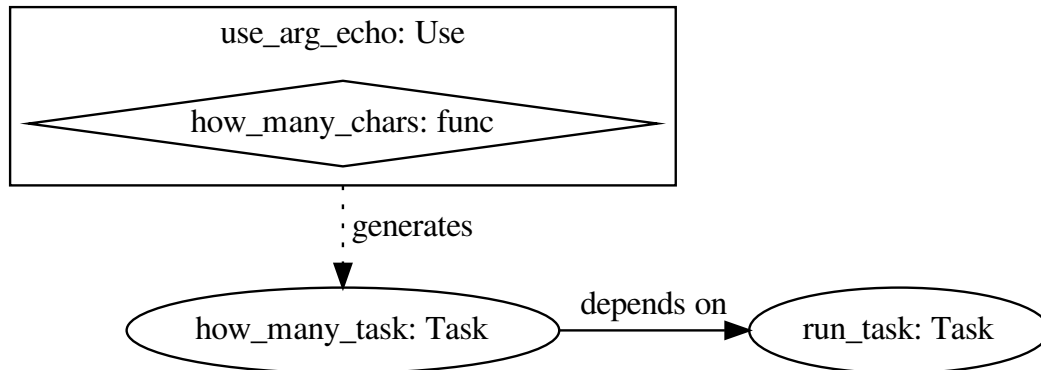 use_arg_echo: Use
how_many_chars: func
generates
how_many_task: Task
depends on
run_task: Task